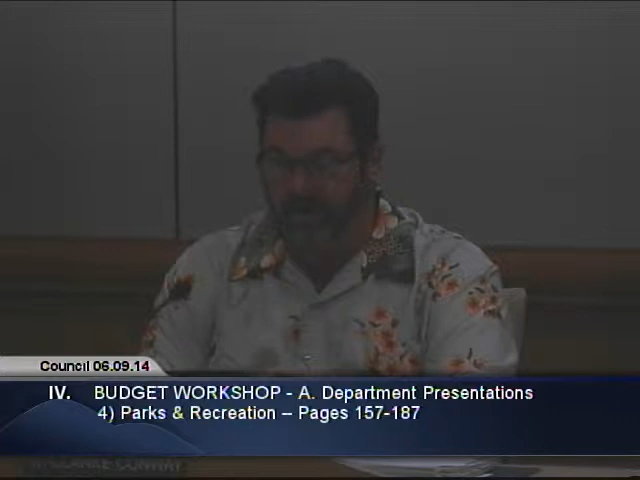 Council 06.09.14
IV. BUDGET WORKSHOP - A. Department Presentations
4) Parks & Recreation – Pages 157-187